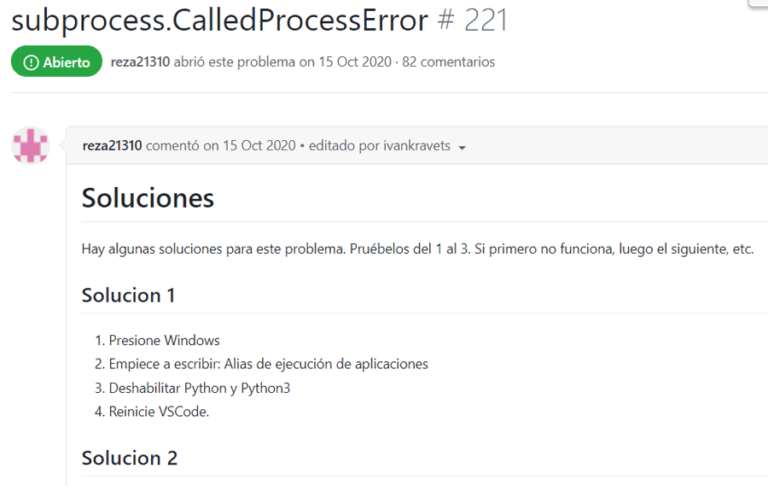 subprocess.CalledProcessError # 221
Abierto reza21310 abrió este problema on 15 Oct 2020 · 82 comentarios
reza21310 comentó on 15 Oct 2020 • editado por ivankravets
Soluciones
Hay algunas soluciones para este problema. Pruébelos del 1 al 3. Si primero no funciona, luego el siguiente, etc.
Solucion 1
1. Presione Windows
2. Empiece a escribir: Alias de ejecución de aplicaciones
3. Deshabilitar Python y Python3
4. Reinicie VSCode.
Solucion 2